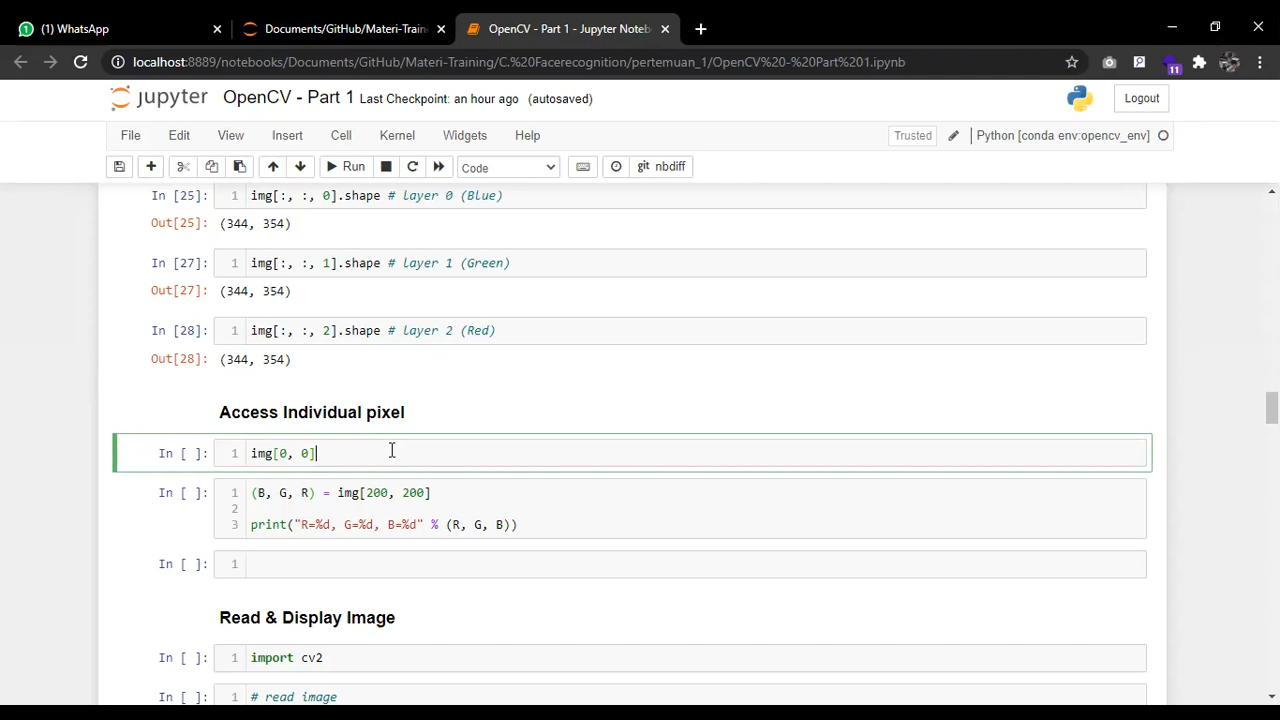 (1) WhatsApp
Documents/GitHub/Materi-Train
OpenCV - Part 1 - Jupyter Noteb
localhost:8889/notebooks/Documents/GitHub/Materi-Training/C.%20Facerecognition/pertemuan_1/OpenCV%20-%20Part%201.ipynb
11
jupyter OpenCV - Part 1 Last Checkpoint: an hour ago (autosaved)
Logout
File Edit View Insert Cell Kernel Widgets Help
Trusted Python [conda env:opencv_env]
Run Code git nbdiff
In [25]: 1 img[:, :, 0].shape # layer 0 (Blue)
Out[25]: (344, 354)
In [27]: 1 img[:, :, 1].shape # layer 1 (Green)
Out[27]: (344, 354)
In [28]: 1 img[:, :, 2].shape # layer 2 (Red)
Out[28]: (344, 354)
Access Individual pixel
In [ ]: 1 img[0, 0]
In [ ]: 1 (B, G, R) = img[200, 200]
2
3 print("R=%d, G=%d, B=%d" % (R, G, B))
In [ ]: 1
Read & Display Image
In [ ]: 1 import cv2
In [ ]: 1 # read image